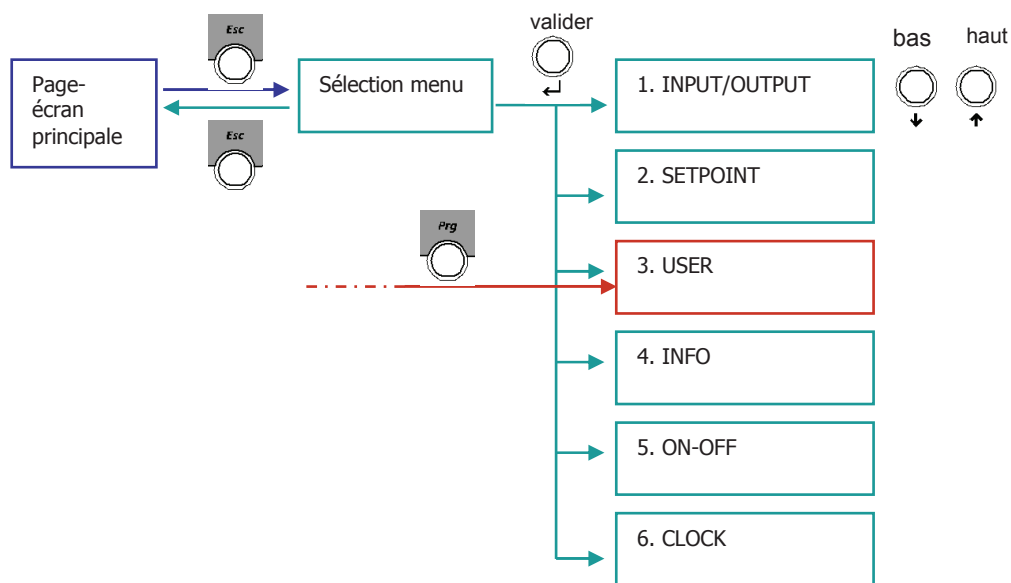 Esc
valider
bas
haut
Page-
écran
principale
Sélection menu
1. INPUT/OUTPUT
Esc
2. SETPOINT
Prg
3. USER
4. INFO
5. ON-OFF
6. CLOCK